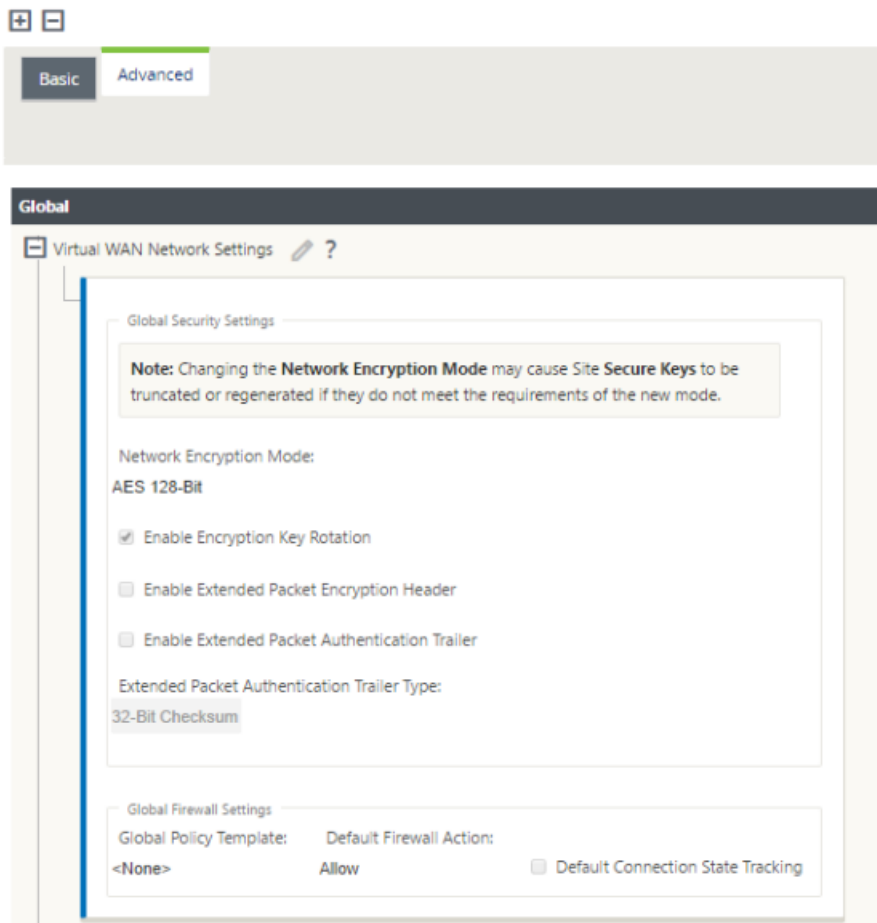 Basic
Advanced
Global
Virtual WAN Network Settings ?
Global Security Settings
Note: Changing the Network Encryption Mode may cause Site Secure Keys to be
truncated or regenerated if they do not meet the requirements of the new mode.
Network Encryption Mode:
AES 128-Bit
Enable Encryption Key Rotation
Enable Extended Packet Encryption Header
Enable Extended Packet Authentication Trailer
Extended Packet Authentication Trailer Type:
32-Bit Checksum
Global Firewall Settings
Global Policy Template: Default Firewall Action:
<None> Allow Default Connection State Tracking